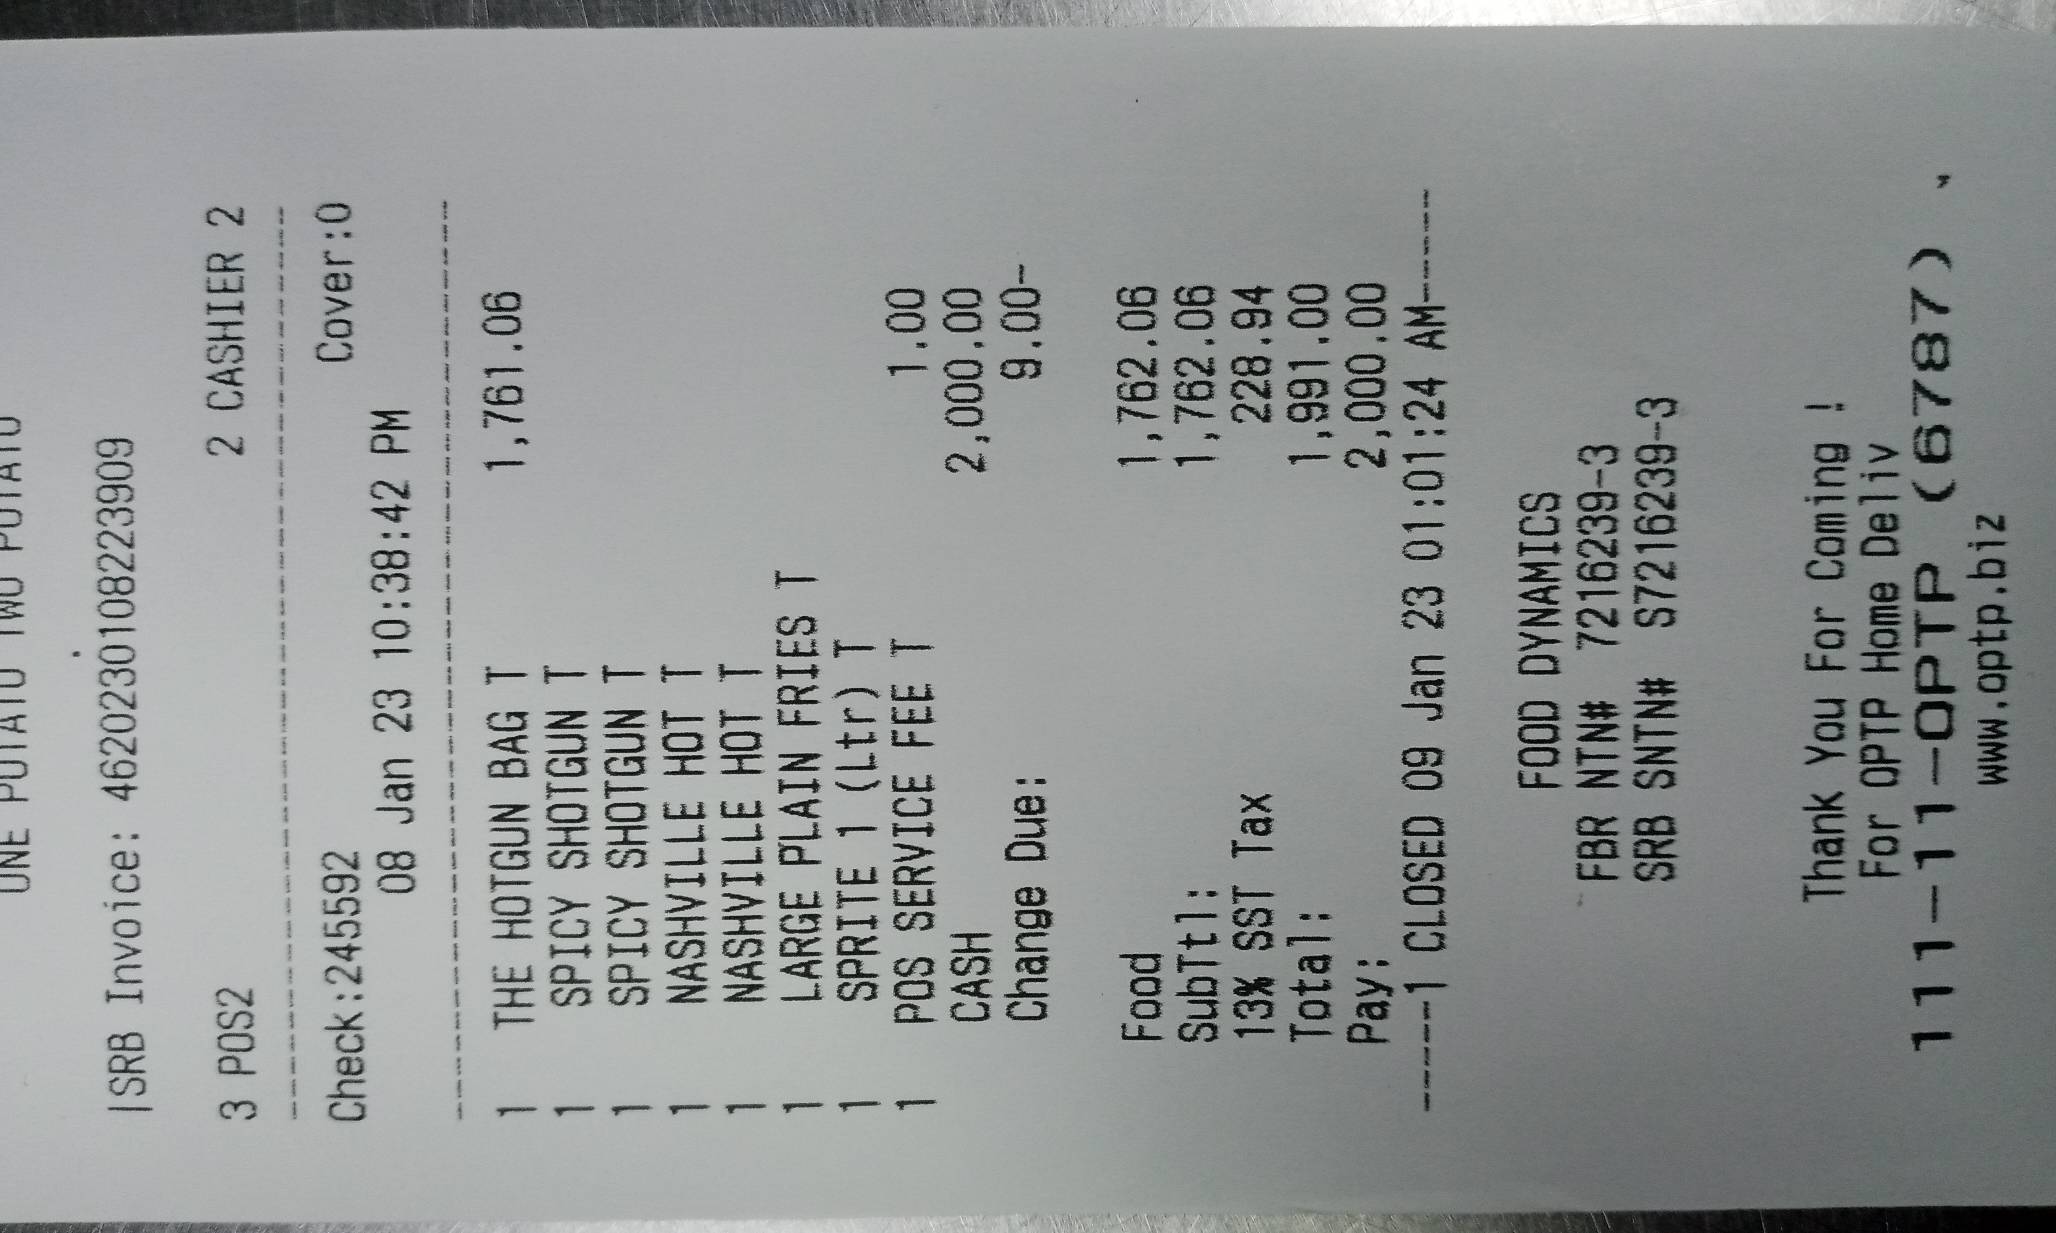 ONE POTATO TWO POTATO
|SRB Invoice: 4620230108223909
3 POS2 2 CASHIER 2
--------------------------------------
Check:245592 Cover:0
08 Jan 23 10:38:42 PM
--------------------------------------
1 THE HOTGUN BAG T 1,761.06
1 SPICY SHOTGUN T
1 SPICY SHOTGUN T
1 NASHVILLE HOT T
1 NASHVILLE HOT T
1 LARGE PLAIN FRIES T
1 SPRITE 1 (Ltr) T
1 POS SERVICE FEE T 1.00
CASH 2,000.00
Change Due: 9.00-
Food 1,762.06
SubTtl: 1,762.06
13% SST Tax 228.94
Total: 1,991.00
Pay: 2,000.00
-----1 CLOSED 09 Jan 23 01:01:24 AM-----
FOOD DYNAMICS
FBR NTN# 7216239-3
SRB SNTN# S7216239-3
Thank You For Coming !
For OPTP Home Deliv
111-11-OPTP (6787)
www.optp.biz